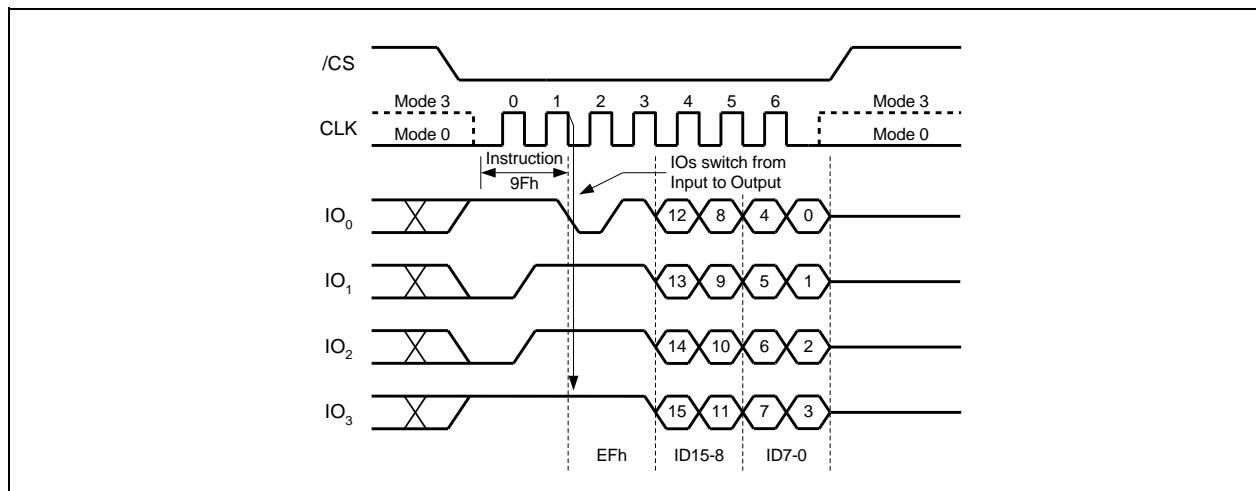 /CS
0 1 2 3 4 5 6
Mode 3 Mode 3
CLK
Mode 0 Mode 0
Instruction
9Fh
IOs switch from
Input to Output
IO0 12 8 4 0
IO1 13 9 5 1
IO2 14 10 6 2
IO3 15 11 7 3
EFh ID15-8 ID7-0